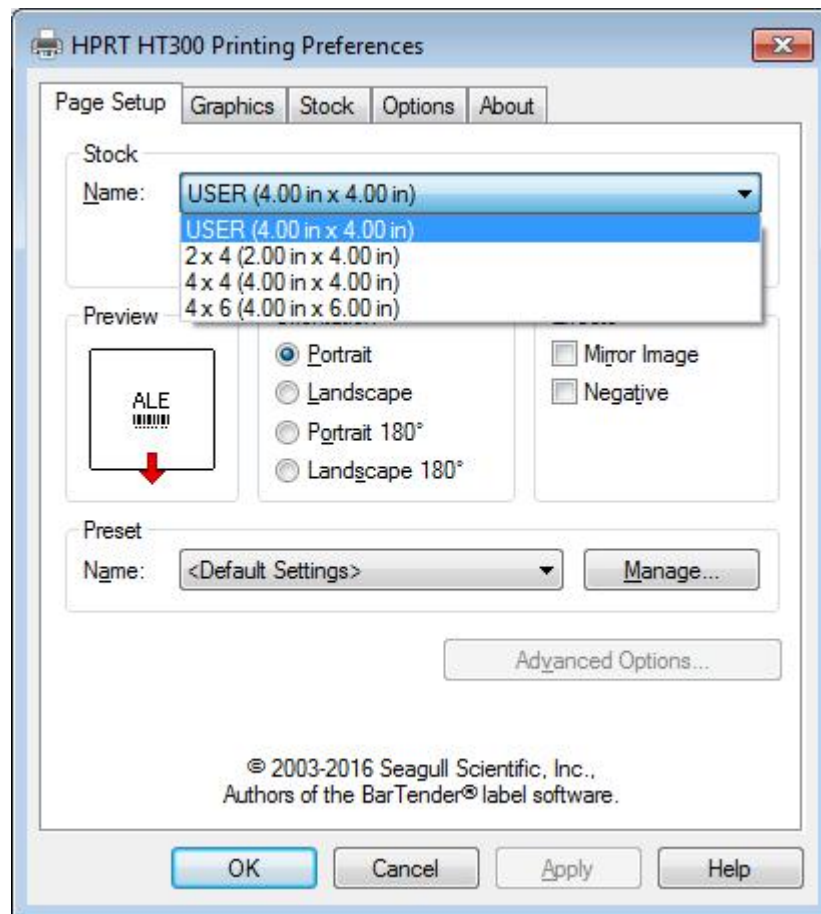 HPRT HT300 Printing Preferences
Page Setup Graphics Stock Options About
Stock
Name: USER (4.00 in x 4.00 in)
USER (4.00 in x 4.00 in)
2 x 4 (2.00 in x 4.00 in)
4 x 4 (4.00 in x 4.00 in)
4 x 6 (4.00 in x 6.00 in)
Preview
ALE
Portrait
Landscape
Portrait 180°
Landscape 180°
Mirror Image
Negative
Preset
Name: <Default Settings> Manage...
Advanced Options...
© 2003-2016 Seagull Scientific, Inc.,
Authors of the BarTender® label software.
OK Cancel Apply Help